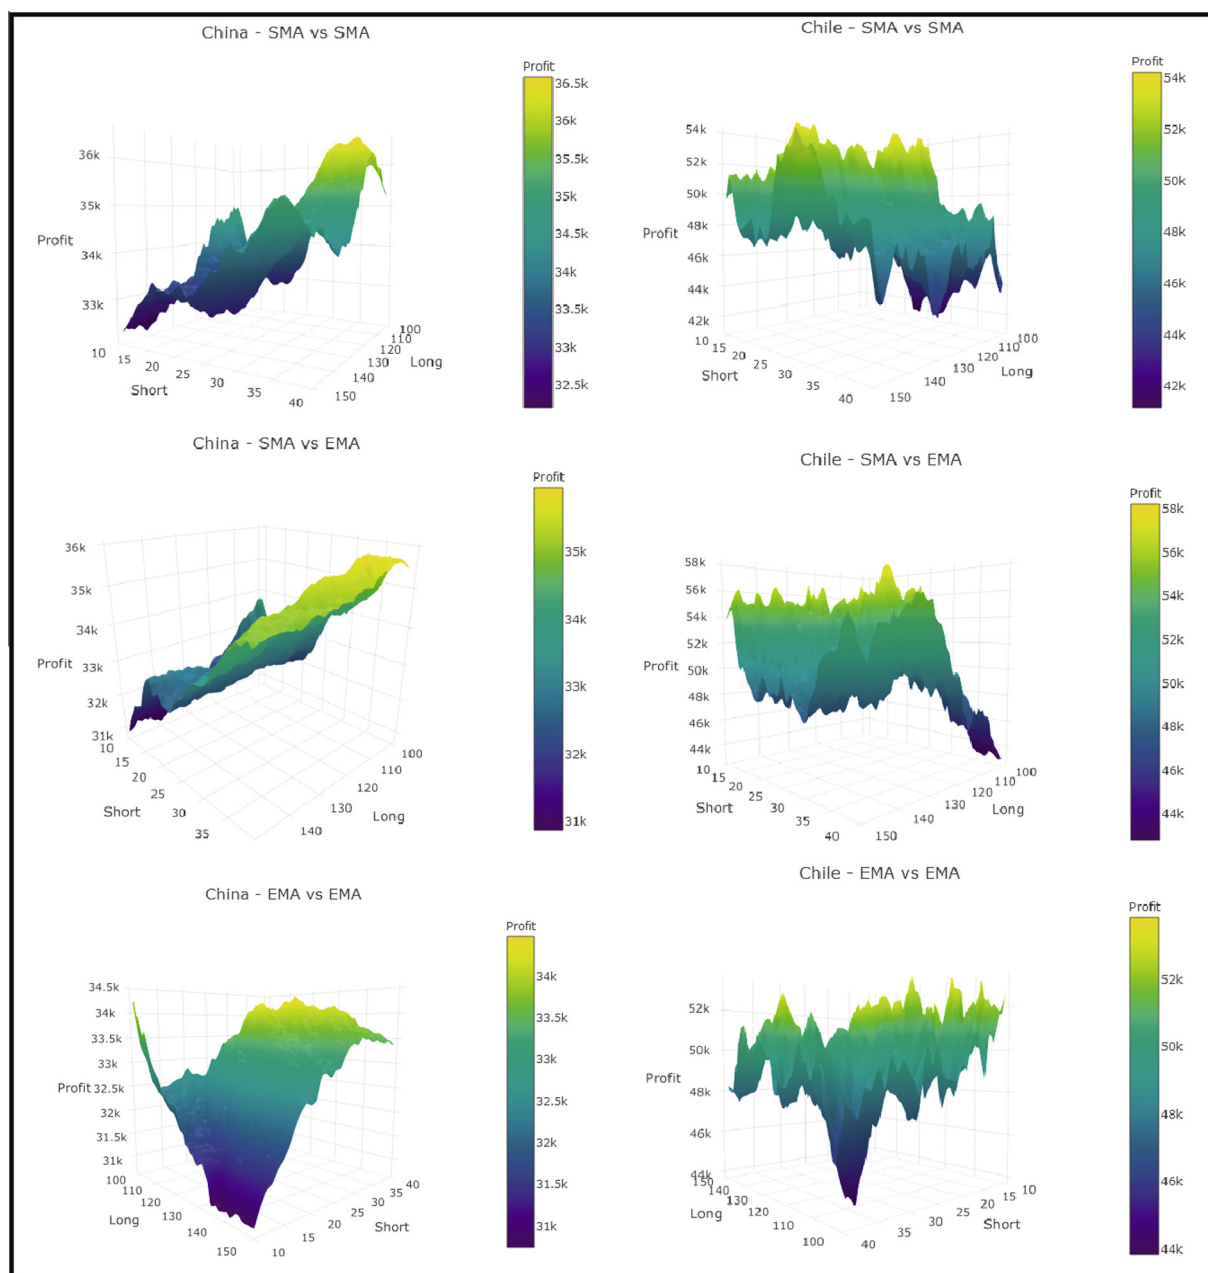 China - SMA vs SMA
Profit
36.5k
36k
35.5k
35k
34.5k
34k
33.5k
33k
32.5k
36k
35k
Profit
34k
33k
10
15
20
25
30
35
40
Short
100
110
120
130
140
150
Long
Chile - SMA vs SMA
Profit
54k
52k
50k
48k
46k
44k
42k
54k
52k
50k
48k
Profit
46k
44k
42k
10
15
20
25
30
35
40
Short
100
110
120
130
140
150
Long
China - SMA vs EMA
Profit
35k
34k
33k
32k
31k
36k
35k
34k
Profit
33k
32k
31k
10
15
20
25
30
35
Short
100
110
120
130
140
Long
Chile - SMA vs EMA
Profit
58k
56k
54k
52k
50k
48k
46k
44k
58k
56k
54k
52k
Profit
50k
48k
46k
44k
10
15
20
25
30
35
40
Short
100
110
120
130
140
150
Long
China - EMA vs EMA
Profit
34k
33.5k
33k
32.5k
32k
31.5k
31k
34.5k
34k
33.5k
33k
Profit
32.5k
32k
31.5k
31k
100
110
120
130
140
150
Long
40
35
30
25
20
15
10
Short
Chile - EMA vs EMA
Profit
52k
50k
48k
46k
44k
52k
50k
Profit
48k
46k
44k
150
140
130
120
110
100
Long
10
15
20
25
30
35
40
Short